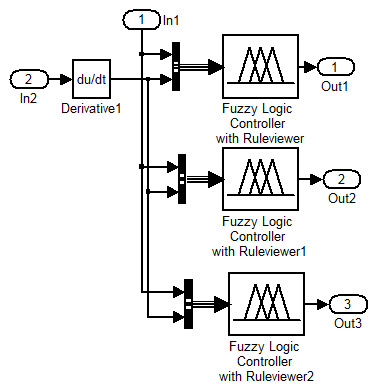 1
In1
2
In2
du/dt
Derivative1
Fuzzy Logic
Controller
with Ruleviewer
1
Out1
Fuzzy Logic
Controller
with Ruleviewer1
2
Out2
Fuzzy Logic
Controller
with Ruleviewer2
3
Out3